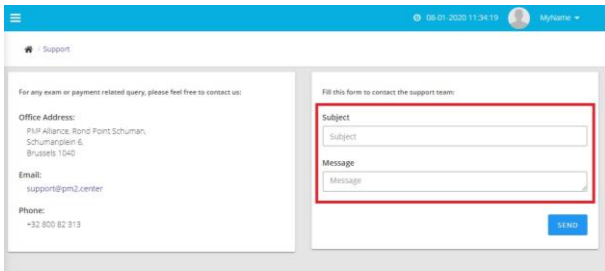 08-01-2020 11:34:19 MyName
/ Support
For any exam or payment related query, please feel free to contact us:
Office Address:
PM² Alliance, Rond Point Schuman,
Schumanplein 6,
Brussels 1040
Email:
support@pm2.center
Phone:
+32 800 82 313
Fill this form to contact the support team:
Subject
Subject
Message
Message
SEND